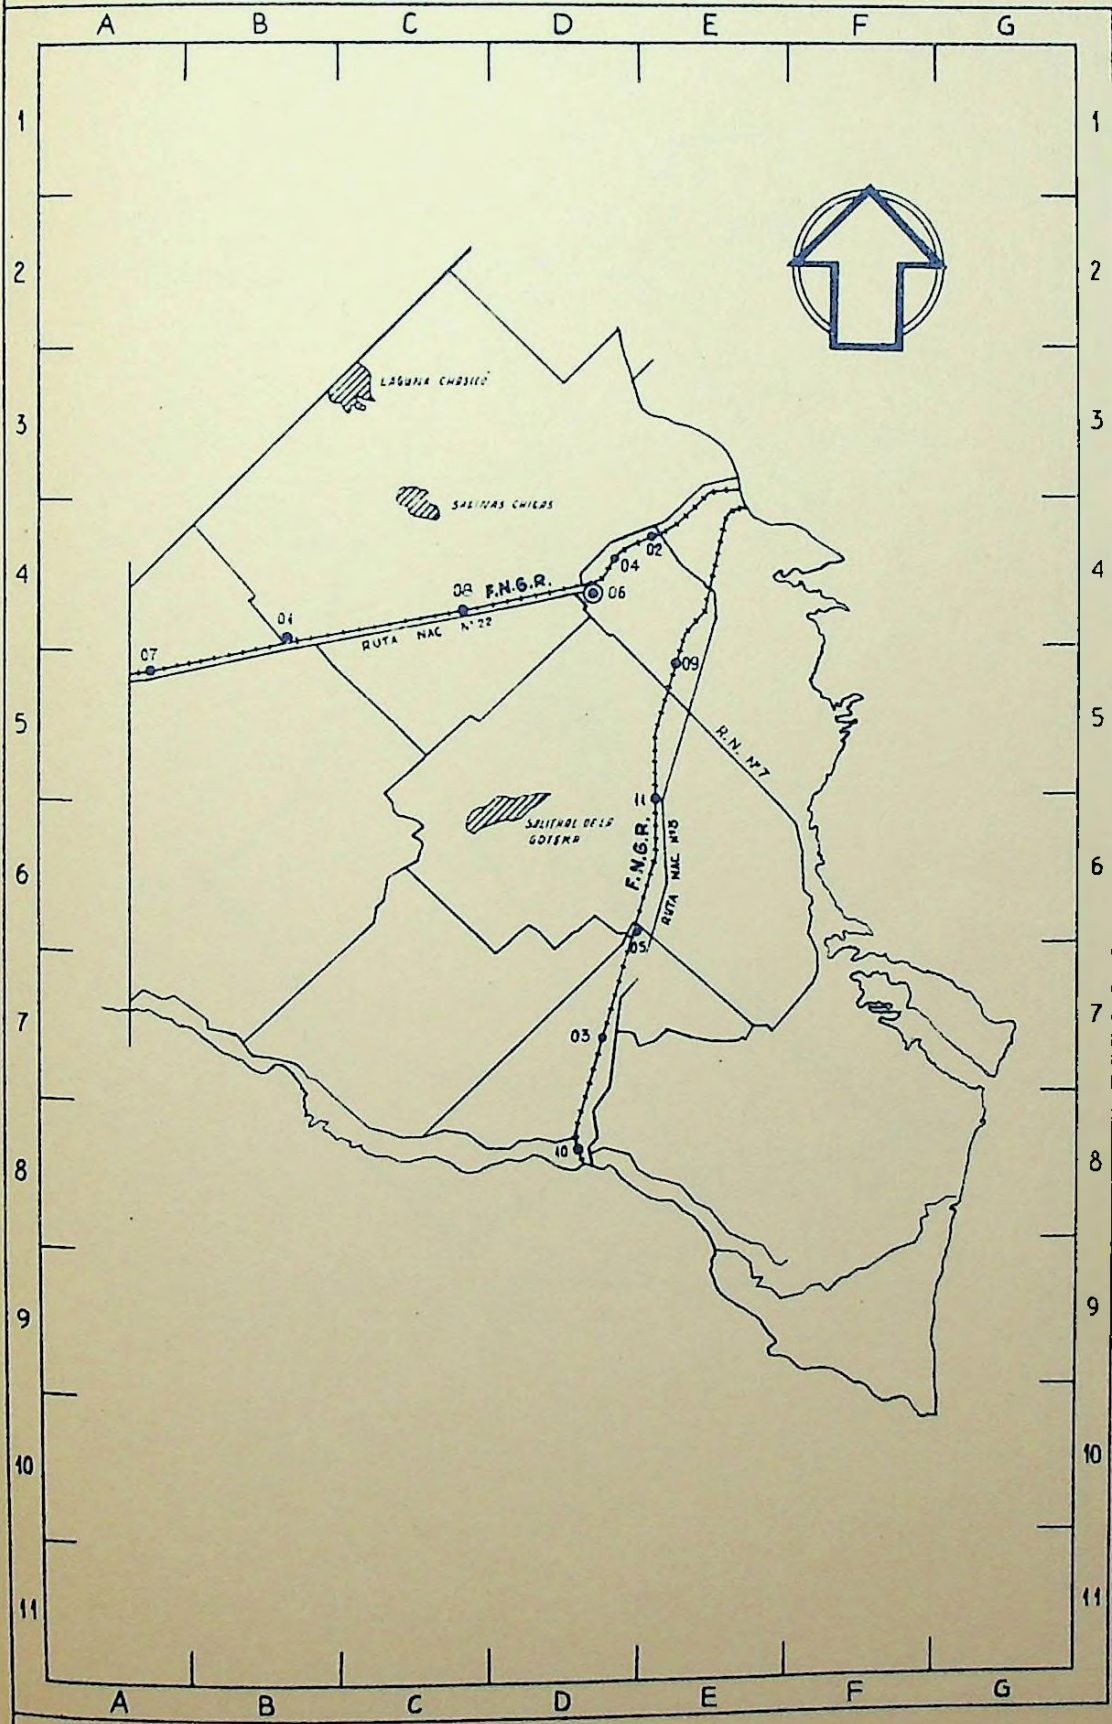 A B C D E F G
1 1
2 2
LAGUNA CHASICÓ
3 3
SALINAS CHICAS
02
4 04 4
08 F.N.G.R. 06
01 RUTA NAC Nº22
07 09
5 5
R.N. Nº7
11
SALITRAL DE LA
F.N.G.R.
RUTA NAC Nº3
6 6
05
7 7
03
10
8 8
9 9
10 10
11 11
A B C D E F G